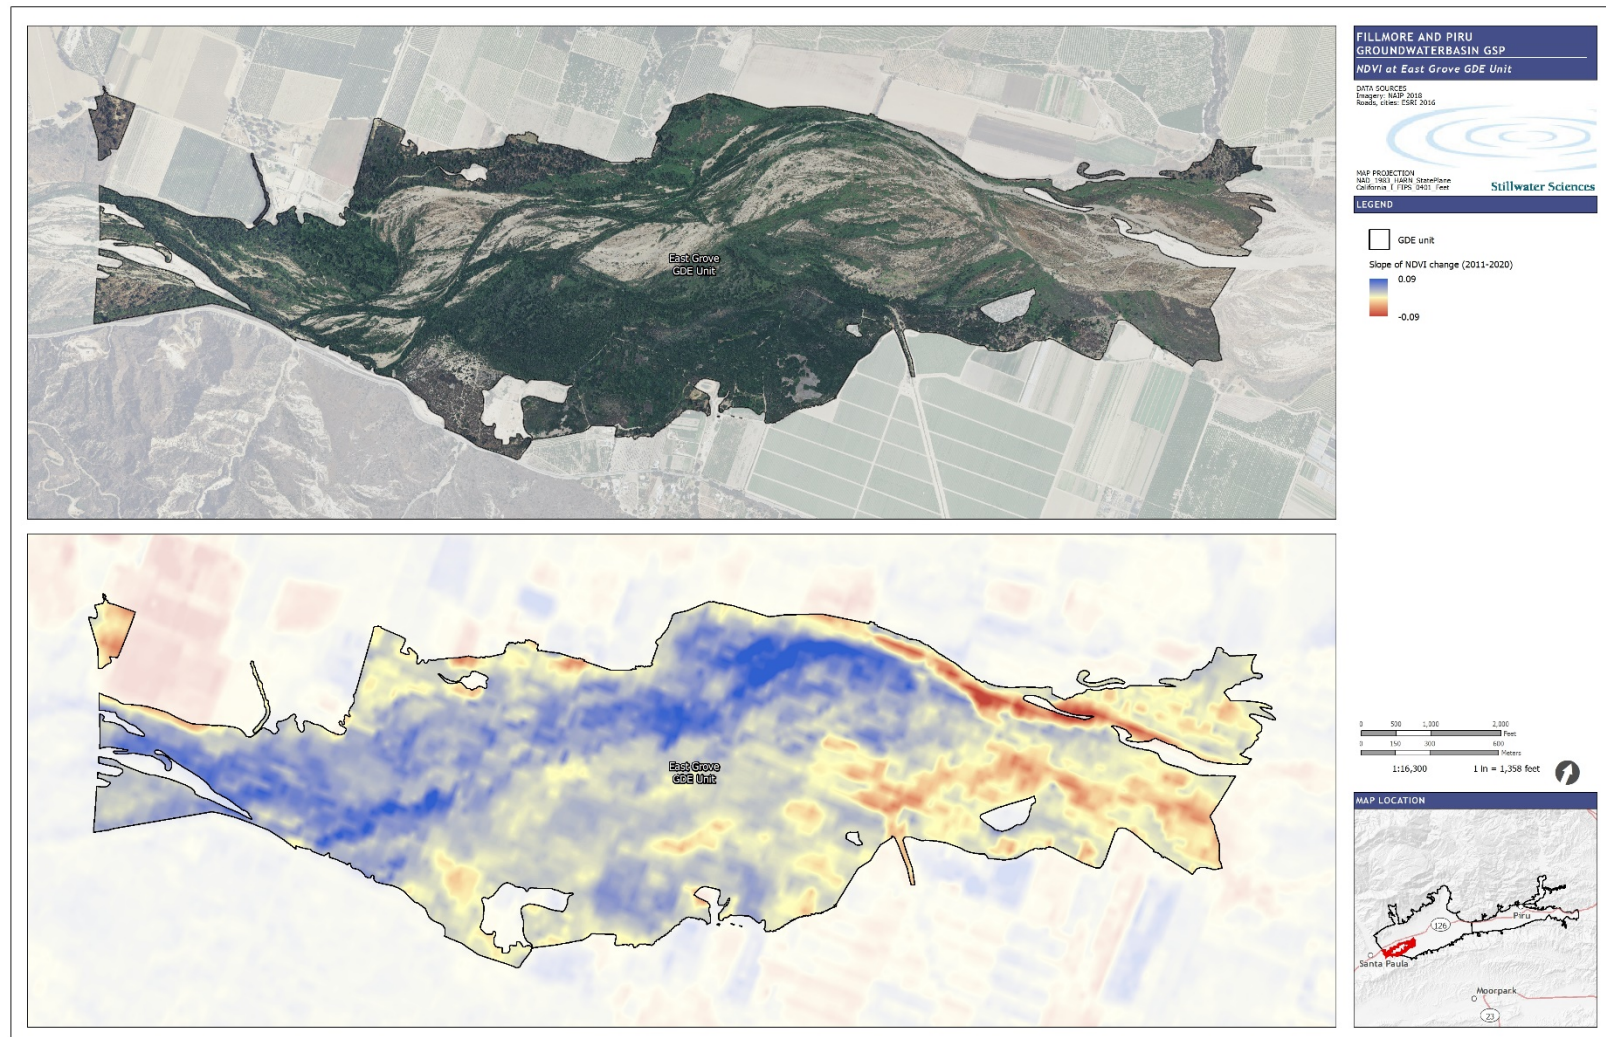 FILLMORE AND PIRU
GROUNDWATERBASIN GSP
NDVI at East Grove GDE Unit
DATA SOURCES
Imagery: NAIP 2018
Roads, cities: ESRI 2016
MAP PROJECTION
NAD 1983 HARN StatePlane
California I FIPS 0401 Feet
Stillwater Sciences
LEGEND
GDE unit
Slope of NDVI change (2011-2020)
0.09
-0.09
East Grove
GDE Unit
East Grove
GDE Unit
0 500 1,000 2,000
Feet
0 150 300 600
Meters
1:16,300 1 in = 1,358 feet
MAP LOCATION
Piru
126
Santa Paula
Moorpark
23